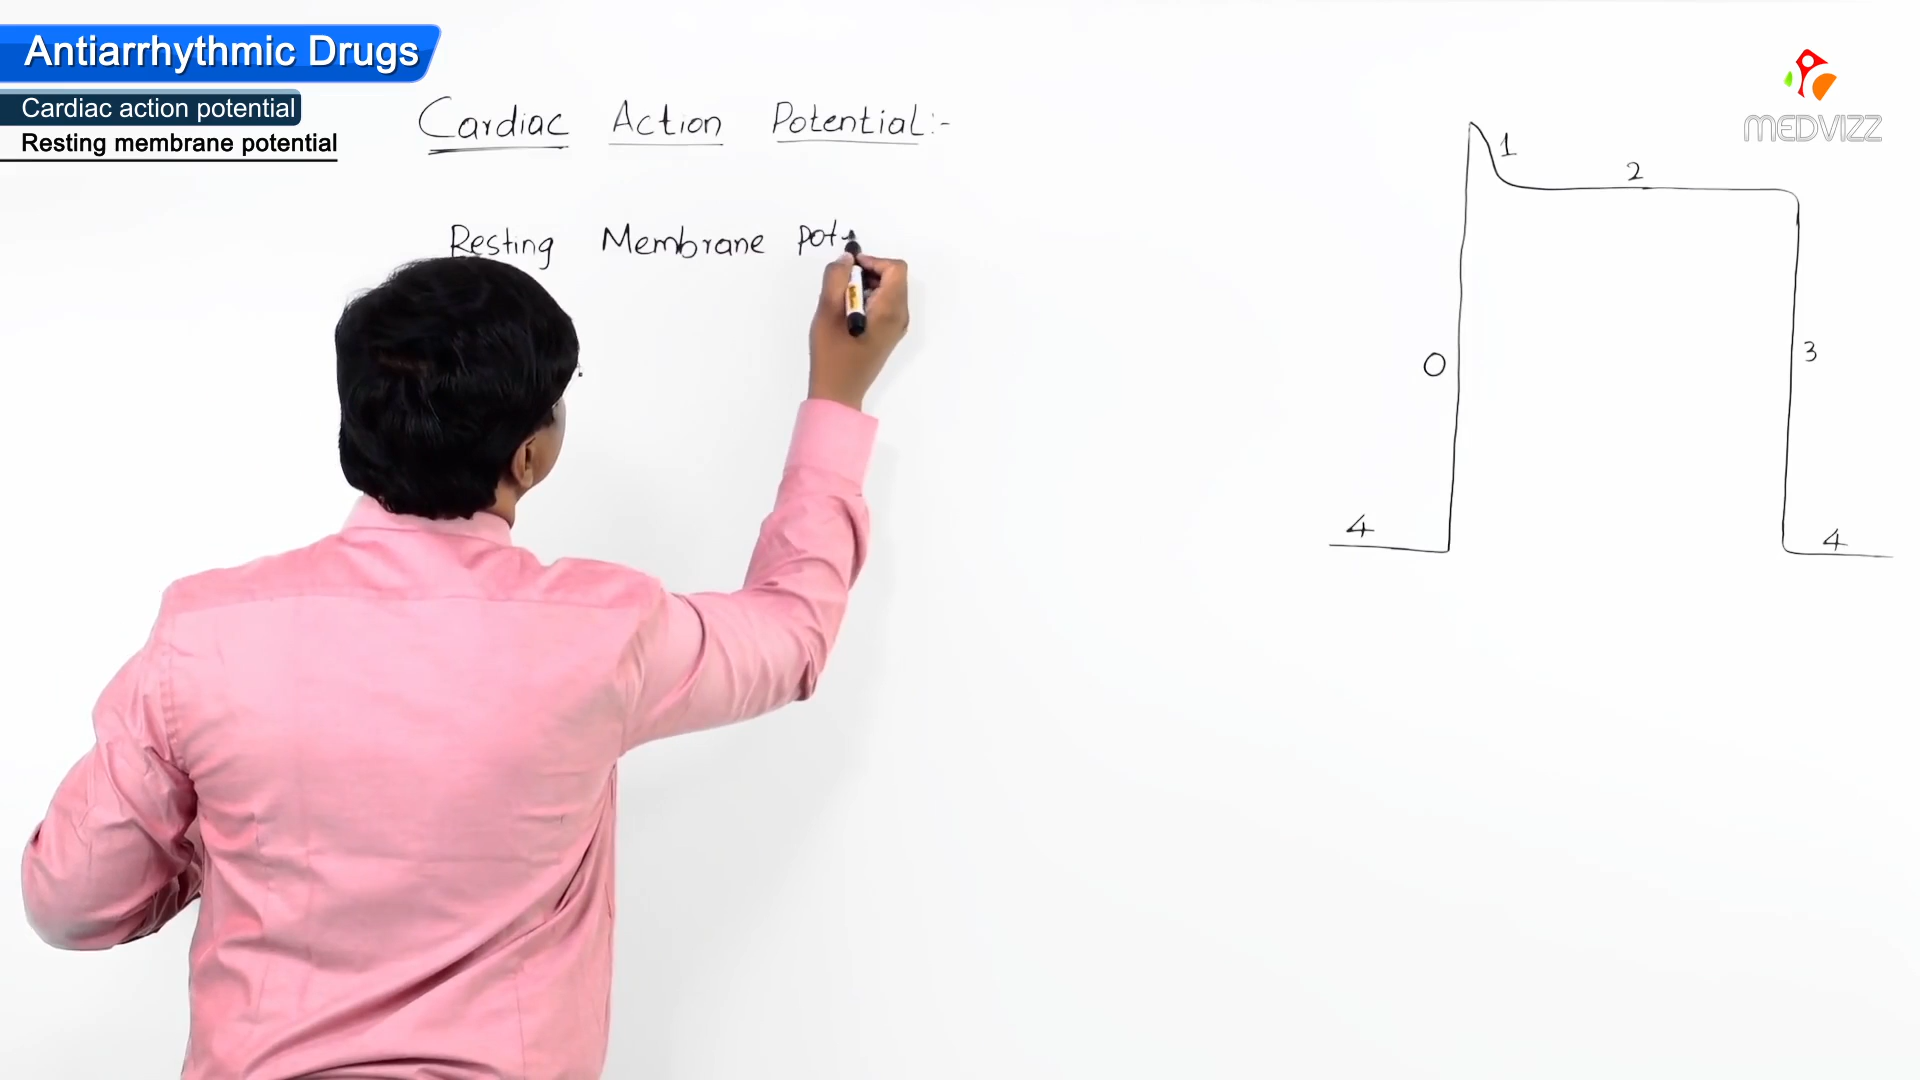 Antiarrhythmic Drugs
Cardiac action potential
Resting membrane potential
MEDVIZZ
Cardiac Action Potential:-
Resting Membrane pot
1
2
0
3
4
4